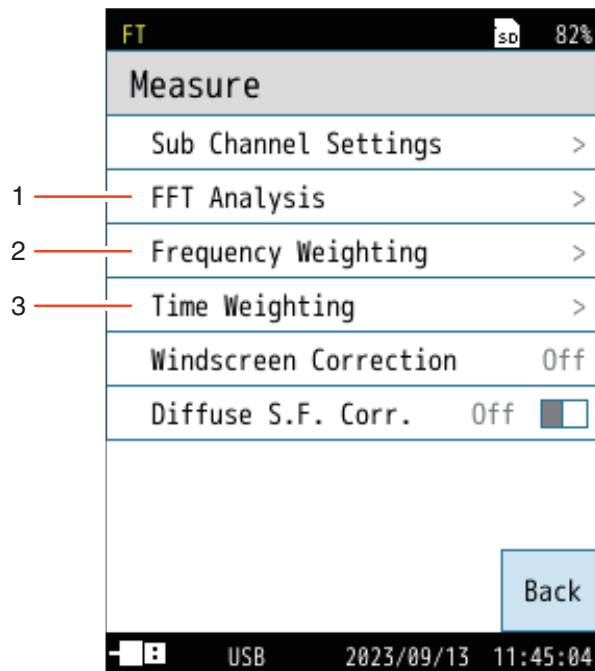 FT SD 82%
Measure
Sub Channel Settings >
1 FFT Analysis >
2 Frequency Weighting >
3 Time Weighting >
Windscreen Correction Off
Diffuse S.F. Corr. Off
Back
USB 2023/09/13 11:45:04